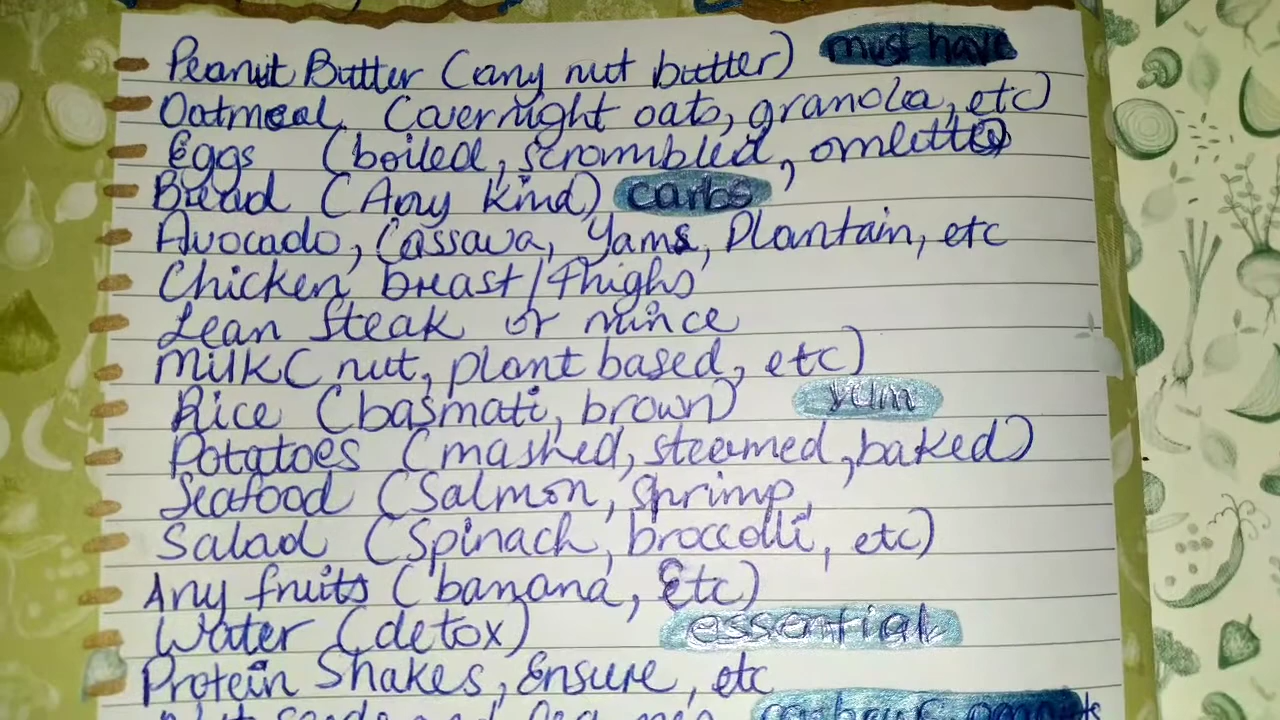 Peanut Butter (any nut butter) must have
Oatmeal (overnight oats, granola, etc)
Eggs (boiled, scrambled, omlette)
Bread (Any kind) carbs
Avocado, Cassava, Yams, Plantain, etc
Chicken breast/thighs
Lean Steak or mince
Milk (nut, plant based, etc)
Rice (basmati, brown) yum
Potatoes (mashed, steamed, baked)
Seafood (Salmon, shrimp,
Salad (Spinach, broccolli, etc)
Any fruits (banana, Etc)
Water (detox) essential
Protein Shakes, Ensure, etc